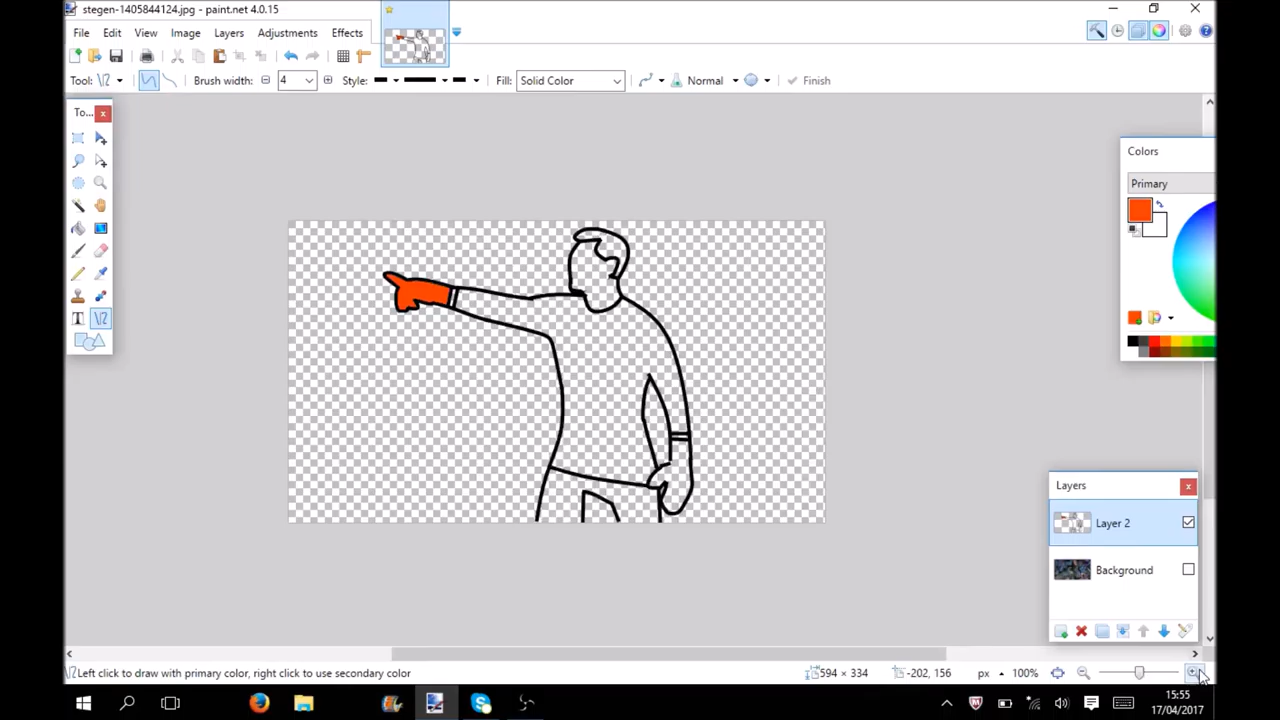 stegen-1405844124.jpg - paint.net 4.0.15
File Edit View Image Layers Adjustments Effects
Tool: Brush width: 4 Style: Fill: Solid Color Normal Finish
To...
Colors
Primary
T
Layers
Layer 2
Background
Left click to draw with primary color, right click to use secondary color 594 × 334 -202, 156 px 100%
15:55
17/04/2017